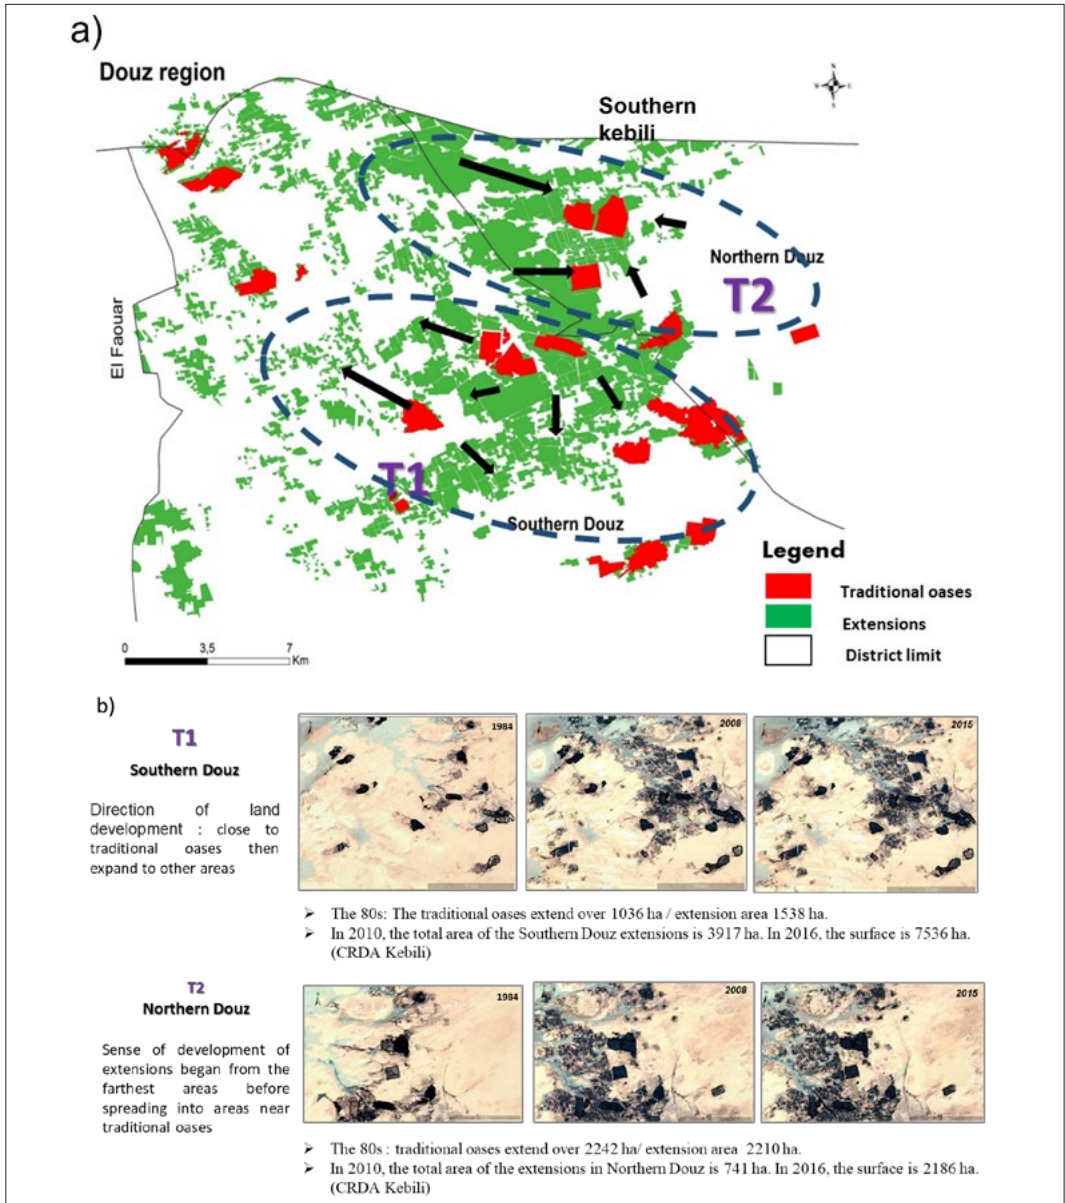 a)
Douz region
N
W E
S
Southern
kebili
Northern Douz
T2
El Faouar
T1
Southern Douz
Legend
Traditional oases
Extensions
District limit
0 3,5 7
Km
b)
T1
Southern Douz
Direction of land
development : close to
traditional oases then
expand to other areas
1984
2008
2015
➢ The 80s: The traditional oases extend over 1036 ha / extension area 1538 ha.
➢ In 2010, the total area of the Southern Douz extensions is 3917 ha. In 2016, the surface is 7536 ha.
(CRDA Kebili)
T2
Northern Douz
Sense of development of
extensions began from the
farthest areas before
spreading into areas near
traditional oases
1984
2008
2015
➢ The 80s : traditional oases extend over 2242 ha/ extension area 2210 ha.
➢ In 2010, the total area of the extensions in Northern Douz is 741 ha. In 2016, the surface is 2186 ha.
(CRDA Kebili)